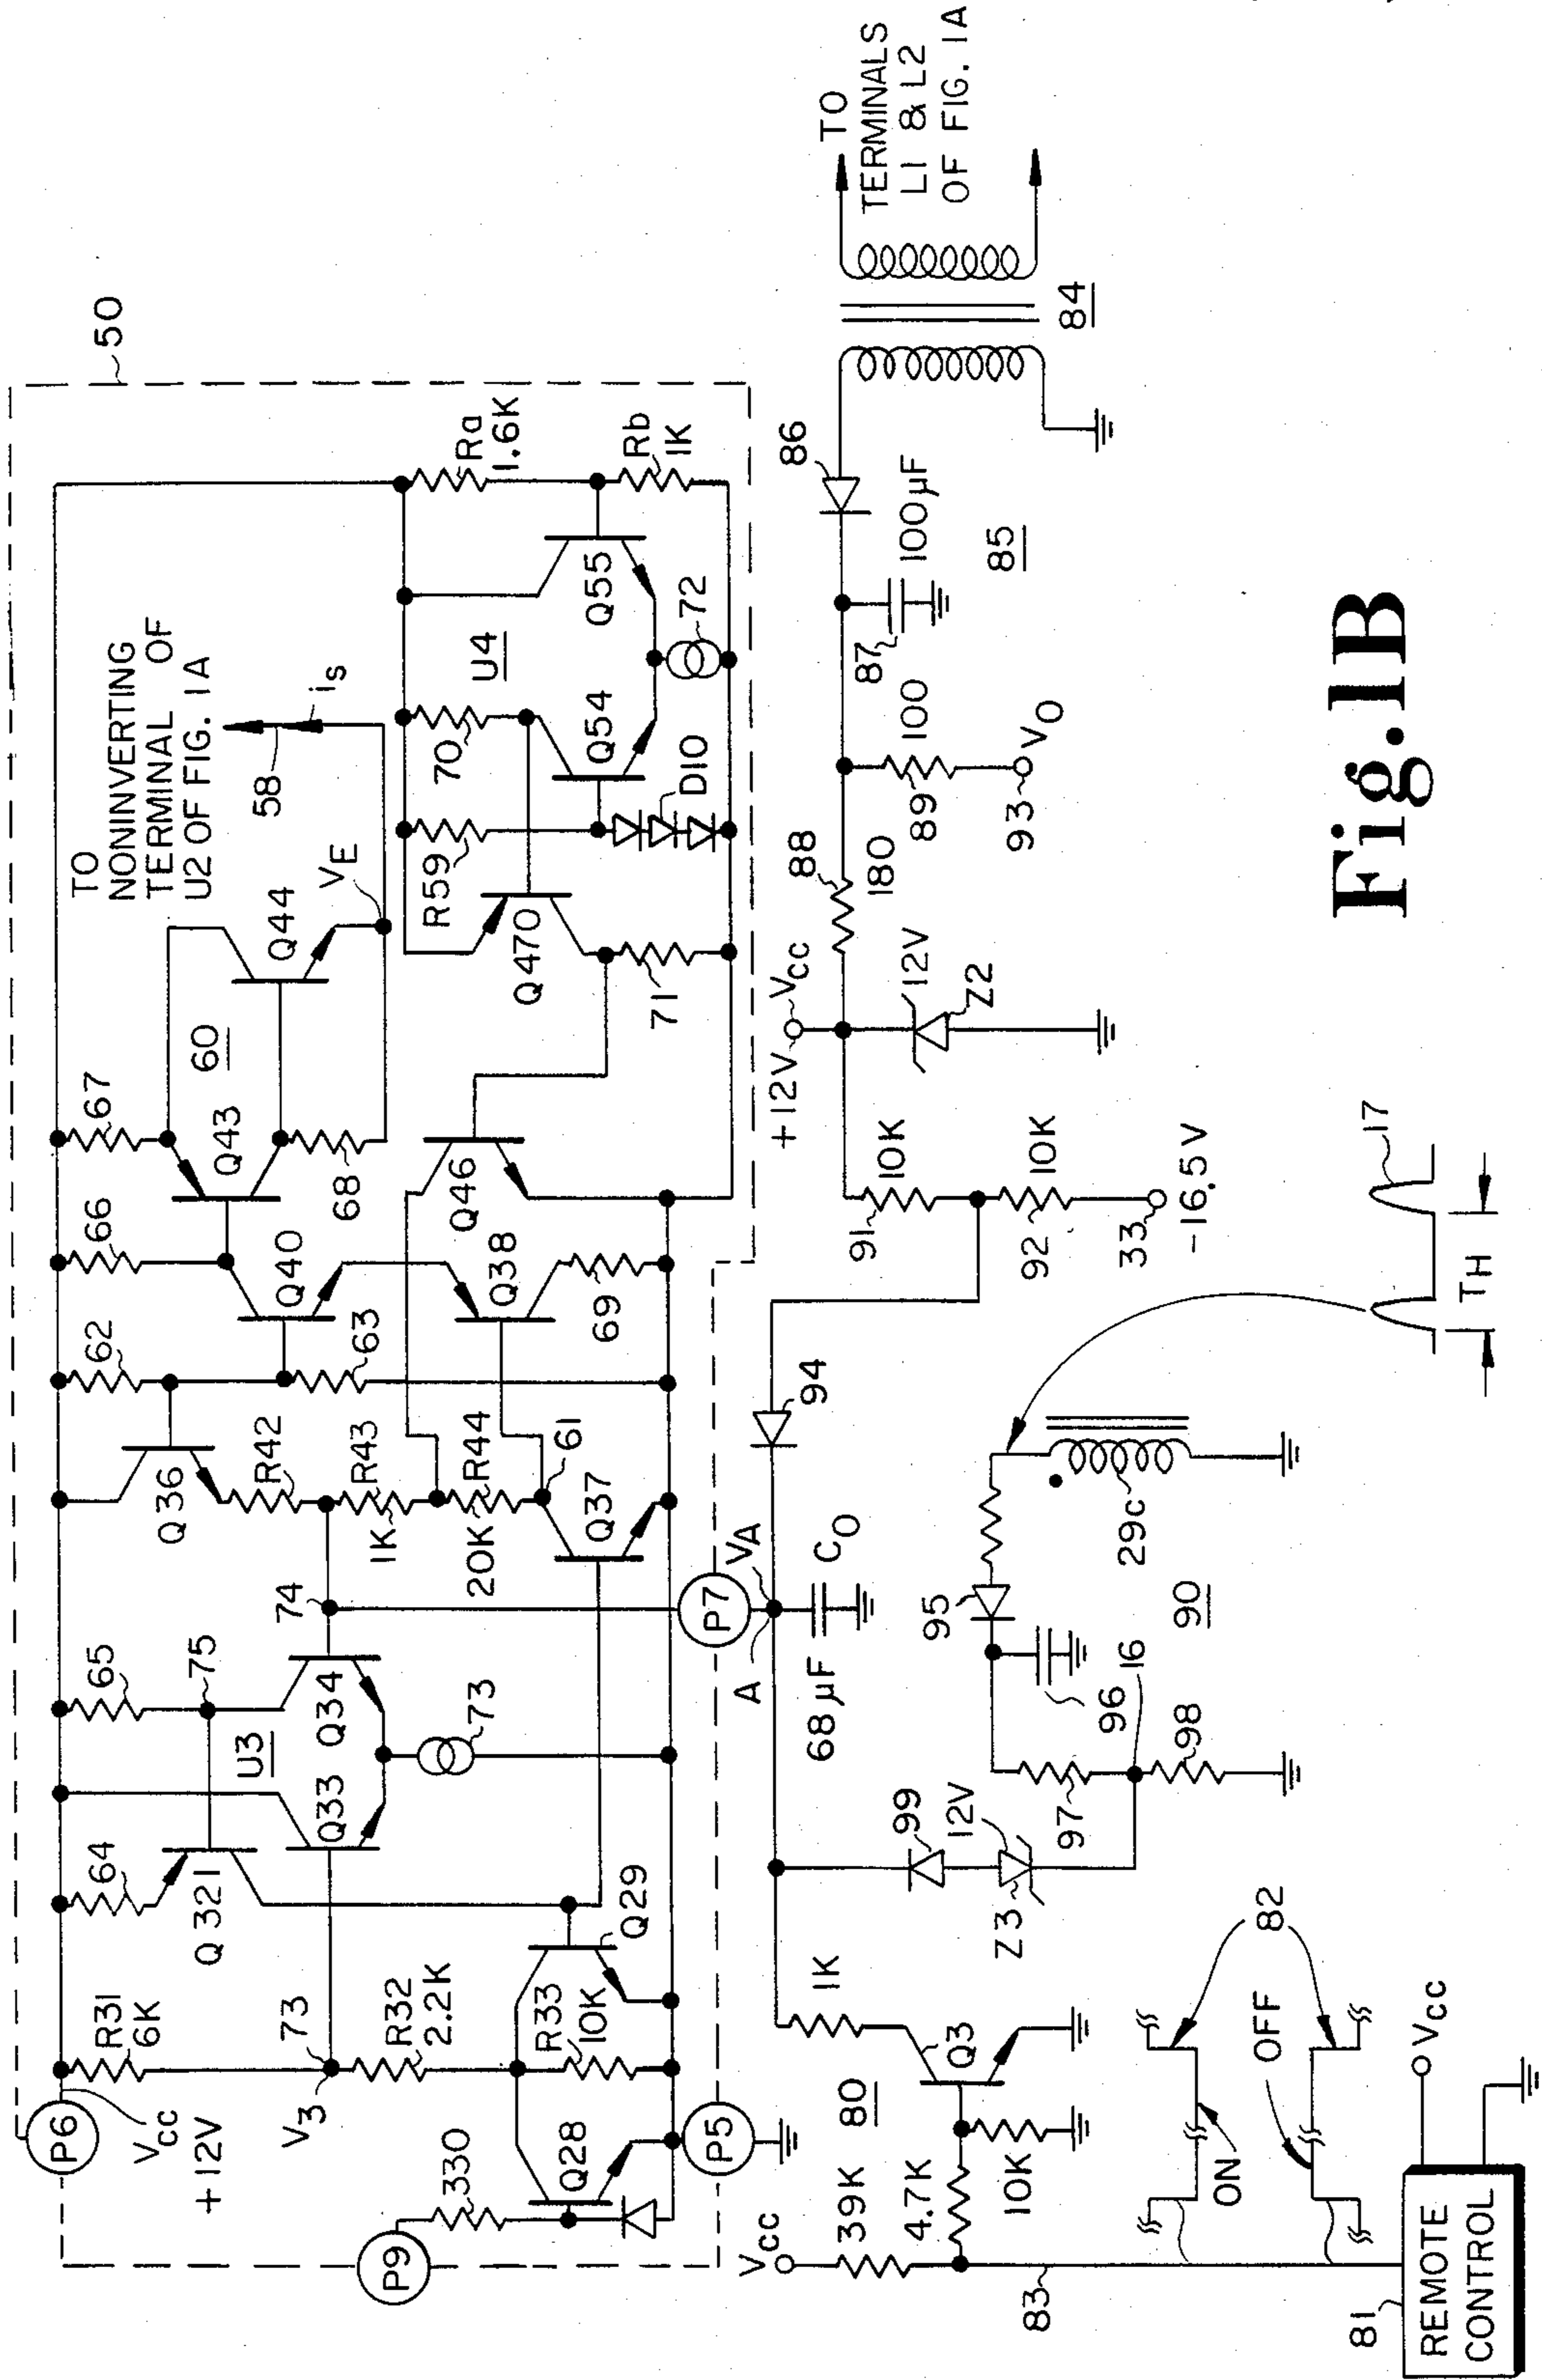 TO
NONINVERTING
TERMINAL OF
U2 OF FIG. 1A
50
58
iS
P6
VCC
+12V
R31
6K
64
Q321
65
75
74
62
66
67
Q43
60
Q44
VE
Q36
R42
R43
1K
R44
20K
61
Q40
63
Q38
69
68
Q46
Q37
U3
Q33
Q34
73
73
V3
R32
2.2K
R33
10K
Q29
Q28
330
P9
P5
P7
R59
70
U4
Q54
Q55
Ra
1.6K
Rb
1K
Q470
71
D10
72
VA
A
68 µF
CO
94
91
10K
92
10K
33
-16.5 V
+12V
VCC
12V
Z2
88
180
89
100
93
VO
87
100µF
85
86
84
TO
TERMINALS
L1 & L2
OF FIG. 1A
VCC
39K
4.7K
10K
80
Q3
1K
99
12V
Z3
97
98
16
96
95
90
29c
17
TH
83
82
ON
OFF
81
REMOTE
CONTROL
VCC
Fig.1B